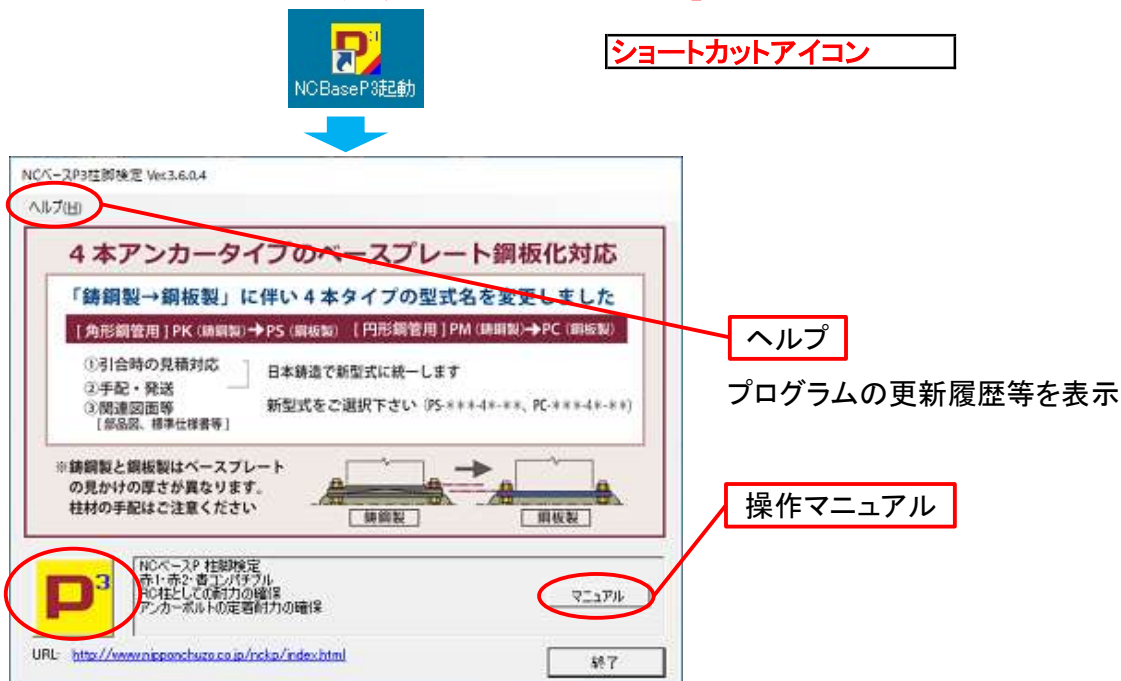 ショートカットアイコン
NCBaseP3起動
NCベースP3柱脚検定 Ver.3.6.0.4
ヘルプ(H)
4本アンカータイプのベースプレート鋼板化対応
「鋳鋼製→鋼板製」に伴い4本タイプの型式名を変更しました
[角形鋼管用] PK (鋳鋼製)→PS (鋼板製) [円形鋼管用] PM (鋳鋼製)→PC (鋼板製)
①引合時の見積対応
②手配・発送
③関連図面等
[部品図、標準仕様書等]
日本鋳造で新型式に統一します
新型式をご選択下さい (PS-***-4*-**、PC-***-4*-**)
ヘルプ
プログラムの更新履歴等を表示
※鋳鋼製と鋼板製はベースプレート
の見かけの厚さが異なります。
柱材の手配はご注意ください
鋳鋼製
鋼板製
操作マニュアル
P3
NCベースP 柱脚検定
赤1・赤2・青コンパチブル
RC柱としての耐力の確保
アンカーボルトの定着耐力の確保
マニュアル
URL: http://www.nipponchuzo.co.jp/nckp/index.html
終了